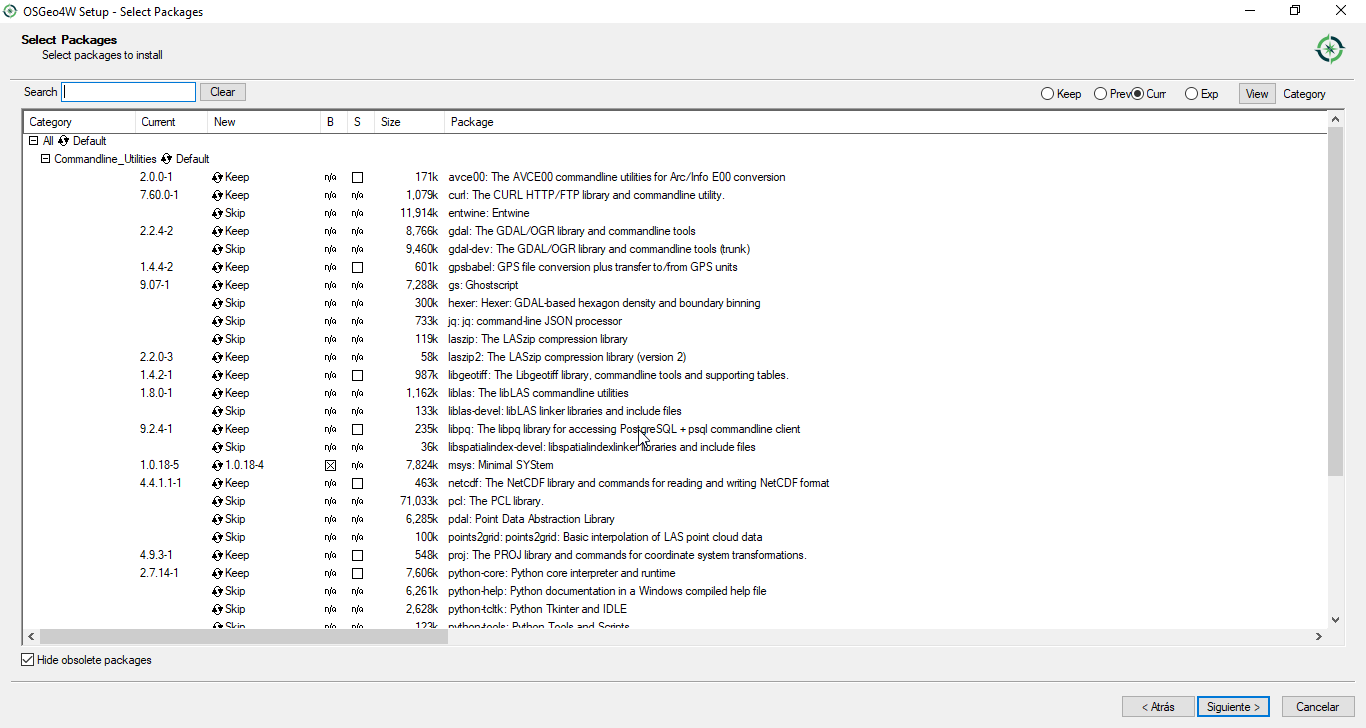 OSGeo4W Setup - Select Packages
Select Packages
Select packages to install
Search Clear Keep Prev Curr Exp View Category
Category Current New B S Size Package
All Default
Commandline_Utilities Default
2.0.0-1 Keep n/a 171k avce00: The AVCE00 commandline utilities for Arc/Info E00 conversion
7.60.0-1 Keep n/a n/a 1,079k curl: The CURL HTTP/FTP library and commandline utility.
Skip n/a n/a 11,914k entwine: Entwine
2.2.4-2 Keep n/a n/a 8,766k gdal: The GDAL/OGR library and commandline tools
Skip n/a n/a 9,460k gdal-dev: The GDAL/OGR library and commandline tools (trunk)
1.4.4-2 Keep n/a 601k gpsbabel: GPS file conversion plus transfer to/from GPS units
9.07-1 Keep n/a n/a 7,288k gs: Ghostscript
Skip n/a n/a 300k hexer: Hexer: GDAL-based hexagon density and boundary binning
Skip n/a n/a 733k jq: jq: command-line JSON processor
Skip n/a n/a 119k laszip: The LASzip compression library
2.2.0-3 Keep n/a n/a 58k laszip2: The LASzip compression library (version 2)
1.4.2-1 Keep n/a 987k libgeotiff: The Libgeotiff library, commandline tools and supporting tables.
1.8.0-1 Keep n/a n/a 1,162k liblas: The libLAS commandline utilities
Skip n/a n/a 133k liblas-devel: libLAS linker libraries and include files
9.2.4-1 Keep n/a 235k libpq: The libpq library for accessing PostgreSQL + psql commandline client
Skip n/a n/a 36k libspatialindex-devel: libspatialindexlinker libraries and include files
1.0.18-5 1.0.18-4 n/a 7,824k msys: Minimal SYStem
4.4.1.1-1 Keep n/a 463k netcdf: The NetCDF library and commands for reading and writing NetCDF format
Skip n/a n/a 71,033k pcl: The PCL library.
Skip n/a n/a 6,285k pdal: Point Data Abstraction Library
Skip n/a n/a 100k points2grid: points2grid: Basic interpolation of LAS point cloud data
4.9.3-1 Keep n/a 548k proj: The PROJ library and commands for coordinate system transformations.
2.7.14-1 Keep n/a 7,606k python-core: Python core interpreter and runtime
Skip n/a n/a 6,261k python-help: Python documentation in a Windows compiled help file
Skip n/a n/a 2,628k python-tcltk: Python Tkinter and IDLE
Skip n/a n/a 123k python-tools: Python Tools and Scripts
Hide obsolete packages
< Atrás Siguiente > Cancelar